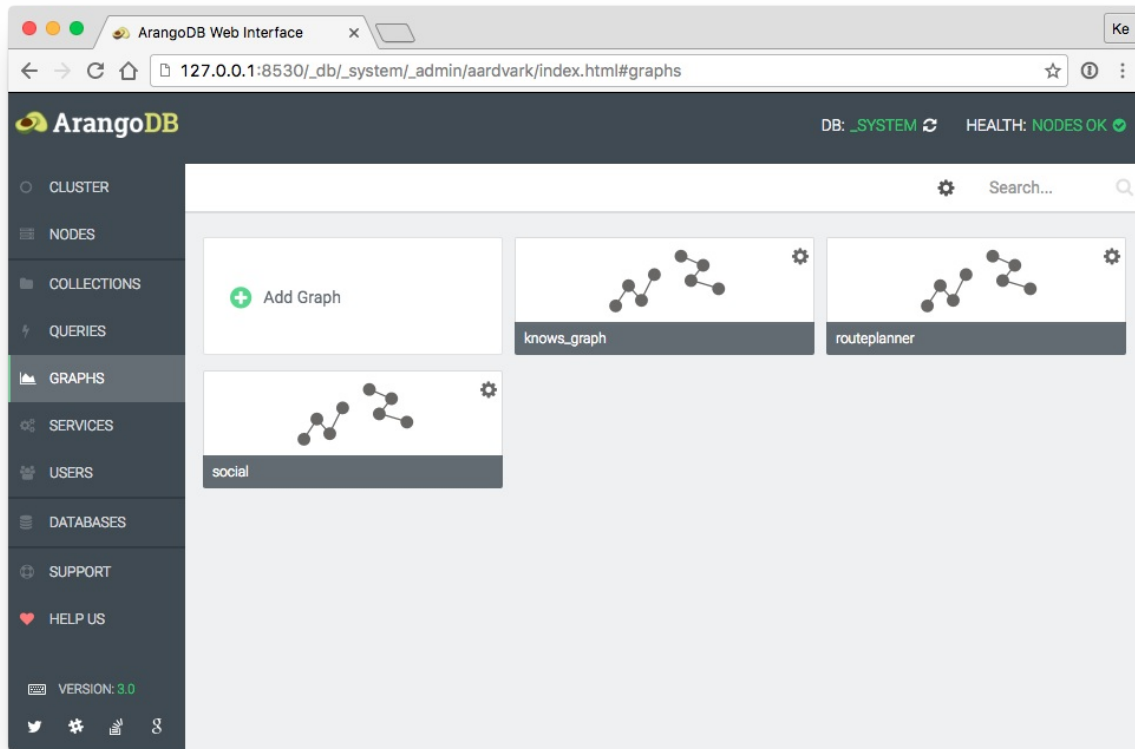 ArangoDB Web Interface
Ke
127.0.0.1:8530/_db/_system/_admin/aardvark/index.html#graphs
ArangoDB
DB: _SYSTEM
HEALTH: NODES OK
CLUSTER
Search...
NODES
COLLECTIONS
Add Graph
QUERIES
knows_graph
routeplanner
GRAPHS
SERVICES
social
USERS
DATABASES
SUPPORT
HELP US
VERSION: 3.0